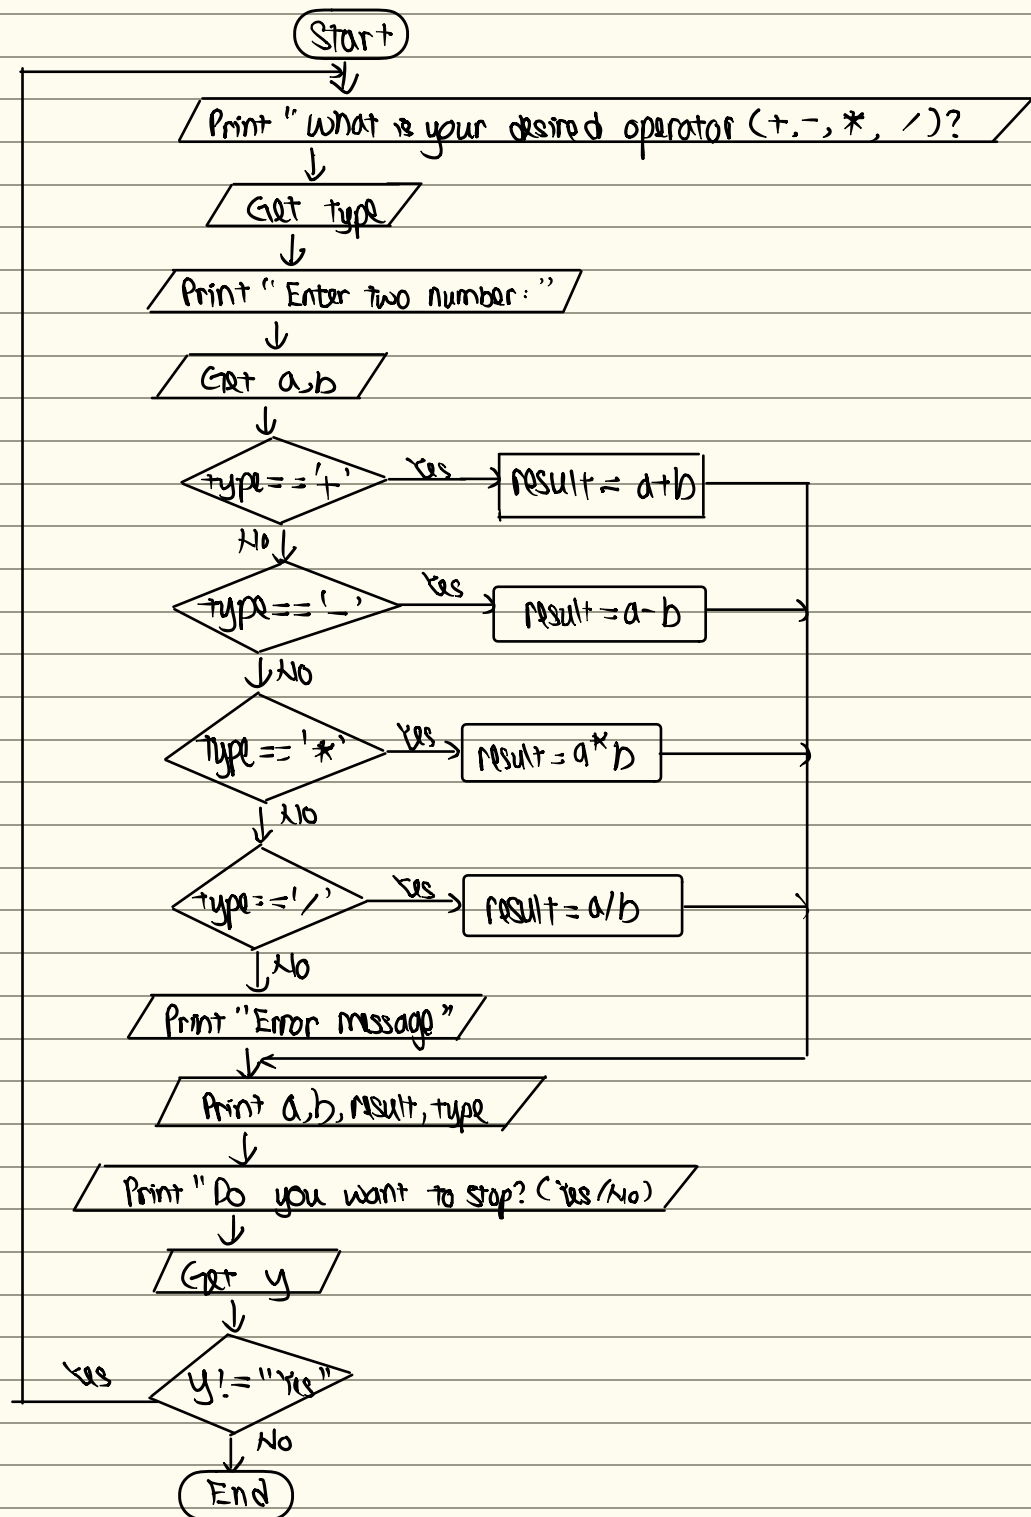 Start
Print "What is your desired operator (+,-,*, /)?
Get type
Print "Enter two number:"
Get a,b
type=='+' Yes result = a+b
No
type=='-' Yes result=a-b
No
type=='*' Yes result=a*b
No
type=='/' Yes result=a/b
No
Print "Error message"
Print a,b,result,type
Print "Do you want to stop? (Yes/No)
Get y
Yes y!="Yes"
No
End